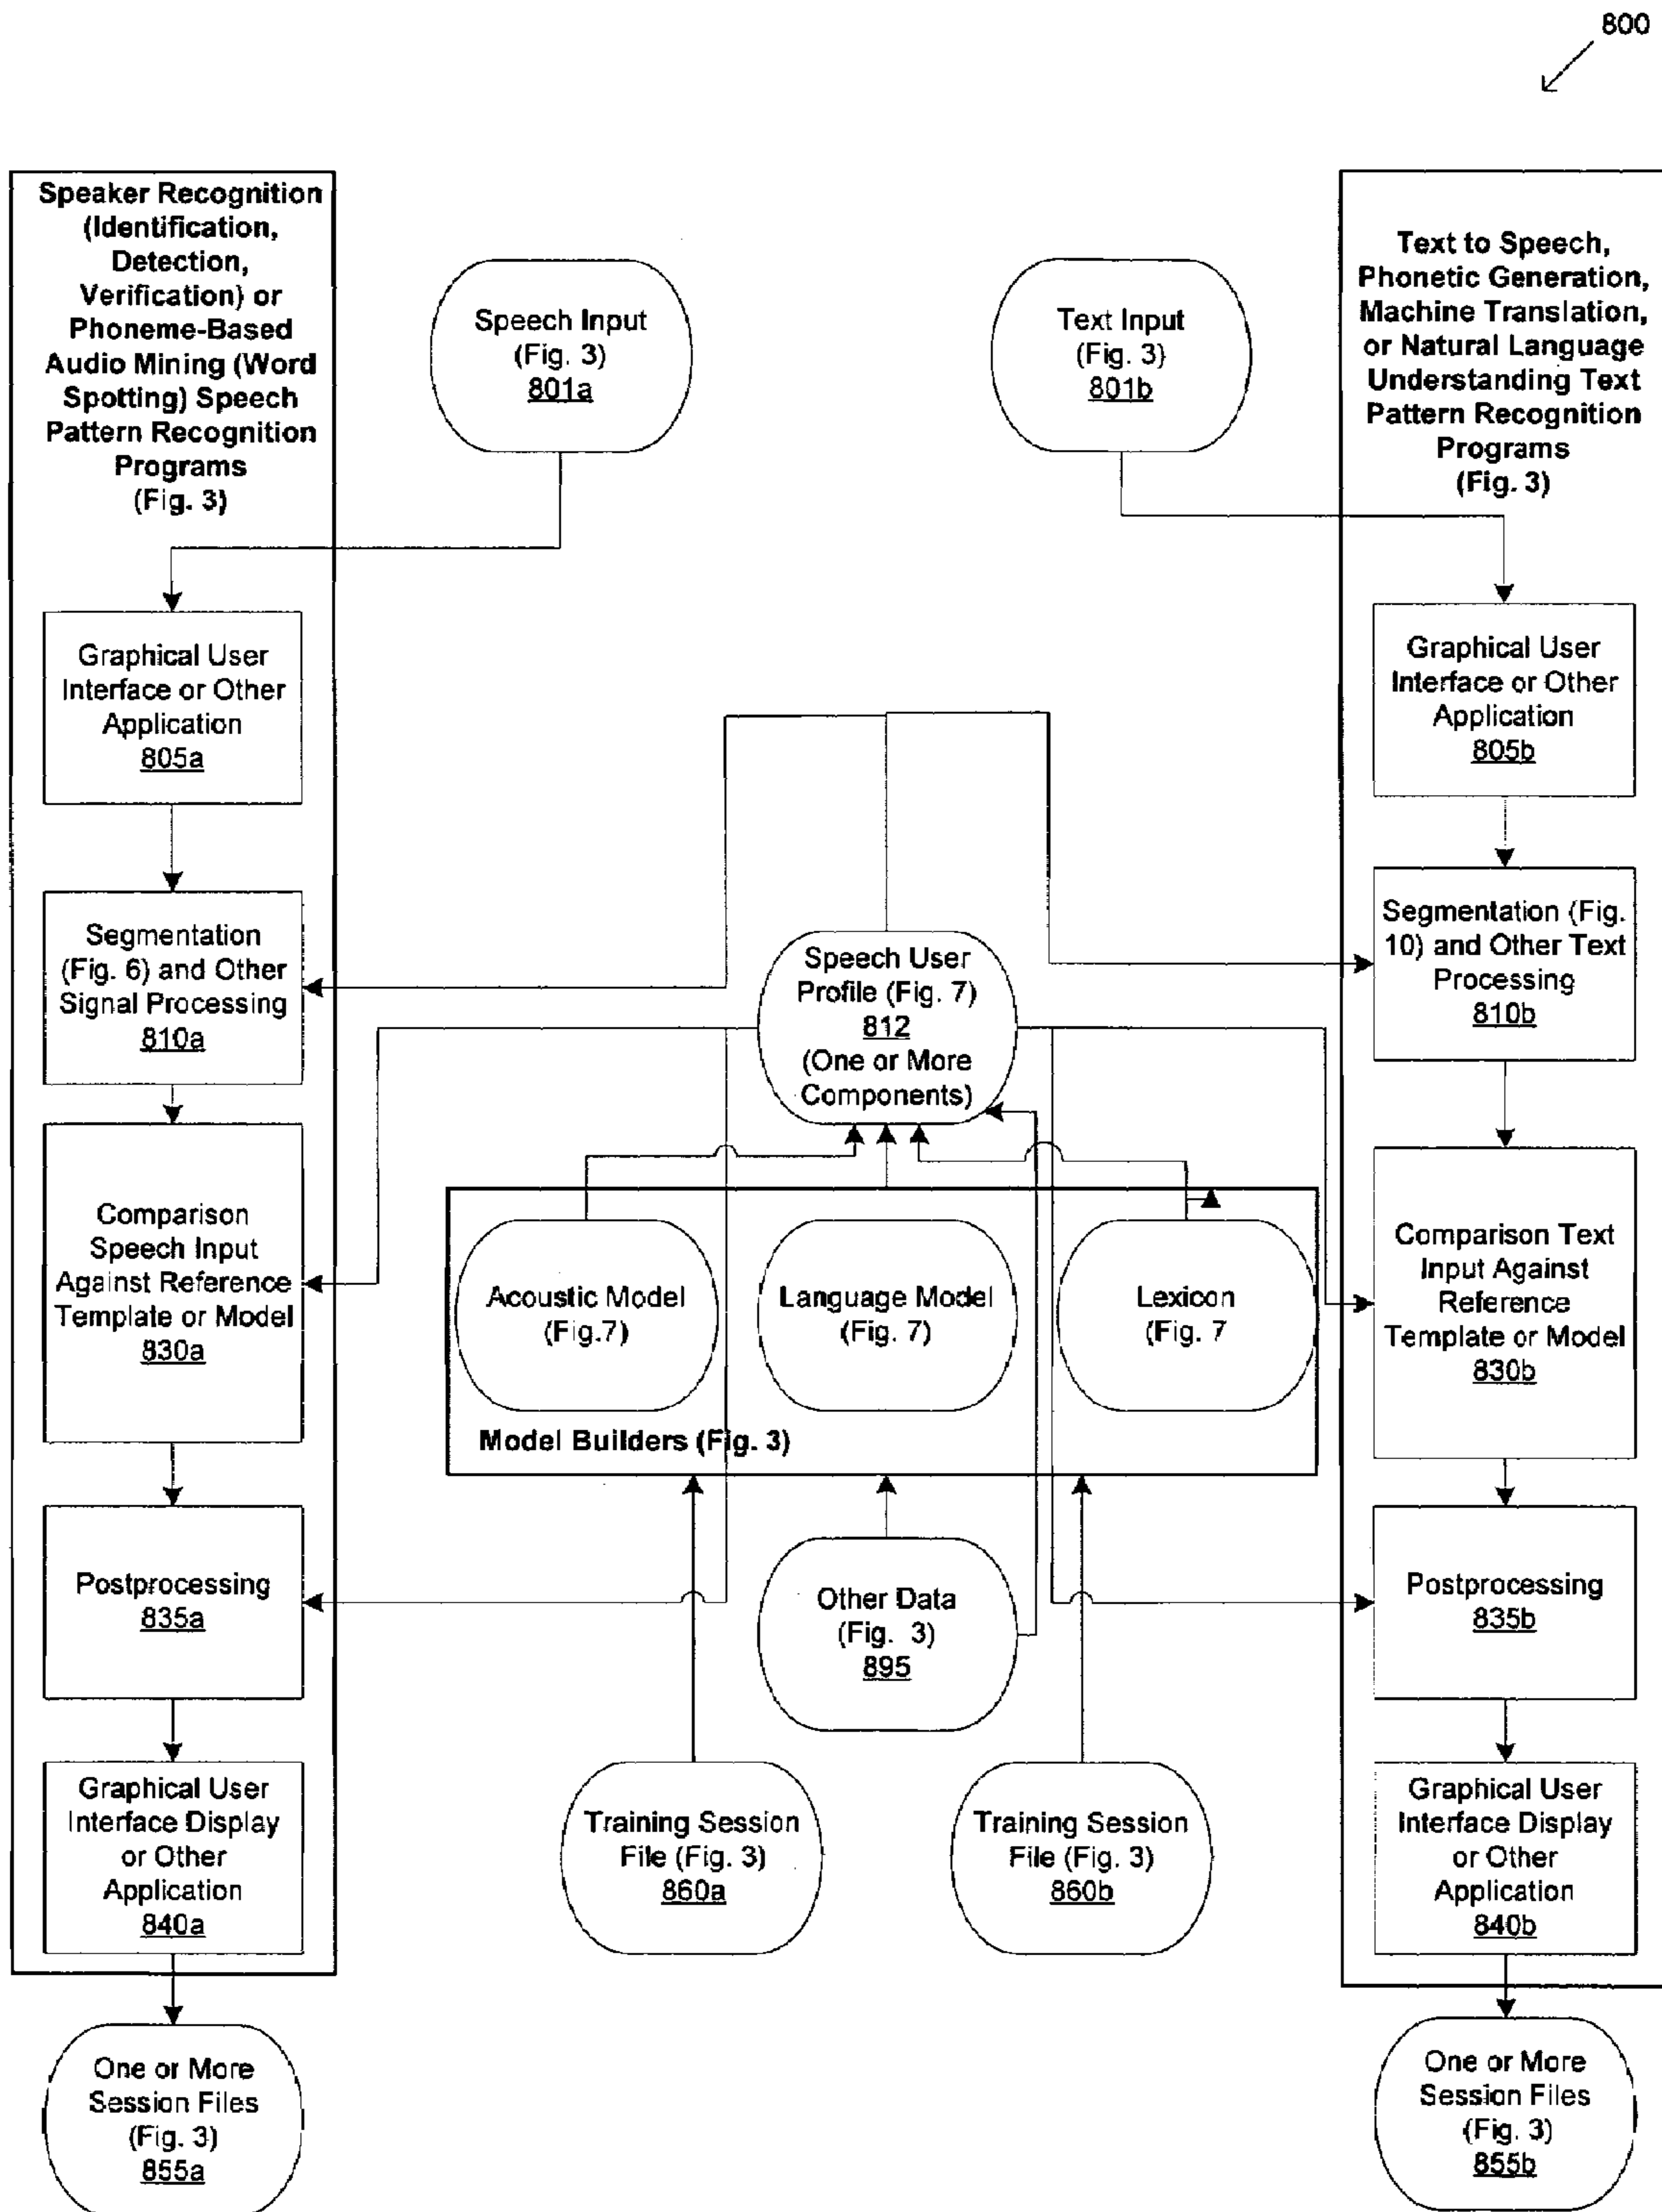 800
Speaker Recognition
(Identification,
Detection,
Verification) or
Phoneme-Based
Audio Mining (Word
Spotting) Speech
Pattern Recognition
Programs
(Fig. 3)
Speech Input
(Fig. 3)
801a
Text Input
(Fig. 3)
801b
Text to Speech,
Phonetic Generation,
Machine Translation,
or Natural Language
Understanding Text
Pattern Recognition
Programs
(Fig. 3)
Graphical User
Interface or Other
Application
805a
Graphical User
Interface or Other
Application
805b
Segmentation
(Fig. 6) and Other
Signal Processing
810a
Speech User
Profile (Fig. 7)
812
(One or More
Components)
Segmentation (Fig.
10) and Other Text
Processing
810b
Comparison
Speech Input
Against Reference
Template or Model
830a
Acoustic Model
(Fig.7)
Language Model
(Fig. 7)
Lexicon
(Fig. 7
Model Builders (Fig. 3)
Comparison Text
Input Against
Reference
Template or Model
830b
Postprocessing
835a
Other Data
(Fig. 3)
895
Postprocessing
835b
Graphical User
Interface Display
or Other
Application
840a
Training Session
File (Fig. 3)
860a
Training Session
File (Fig. 3)
860b
Graphical User
Interface Display
or Other
Application
840b
One or More
Session Files
(Fig. 3)
855a
One or More
Session Files
(Fig. 3)
855b